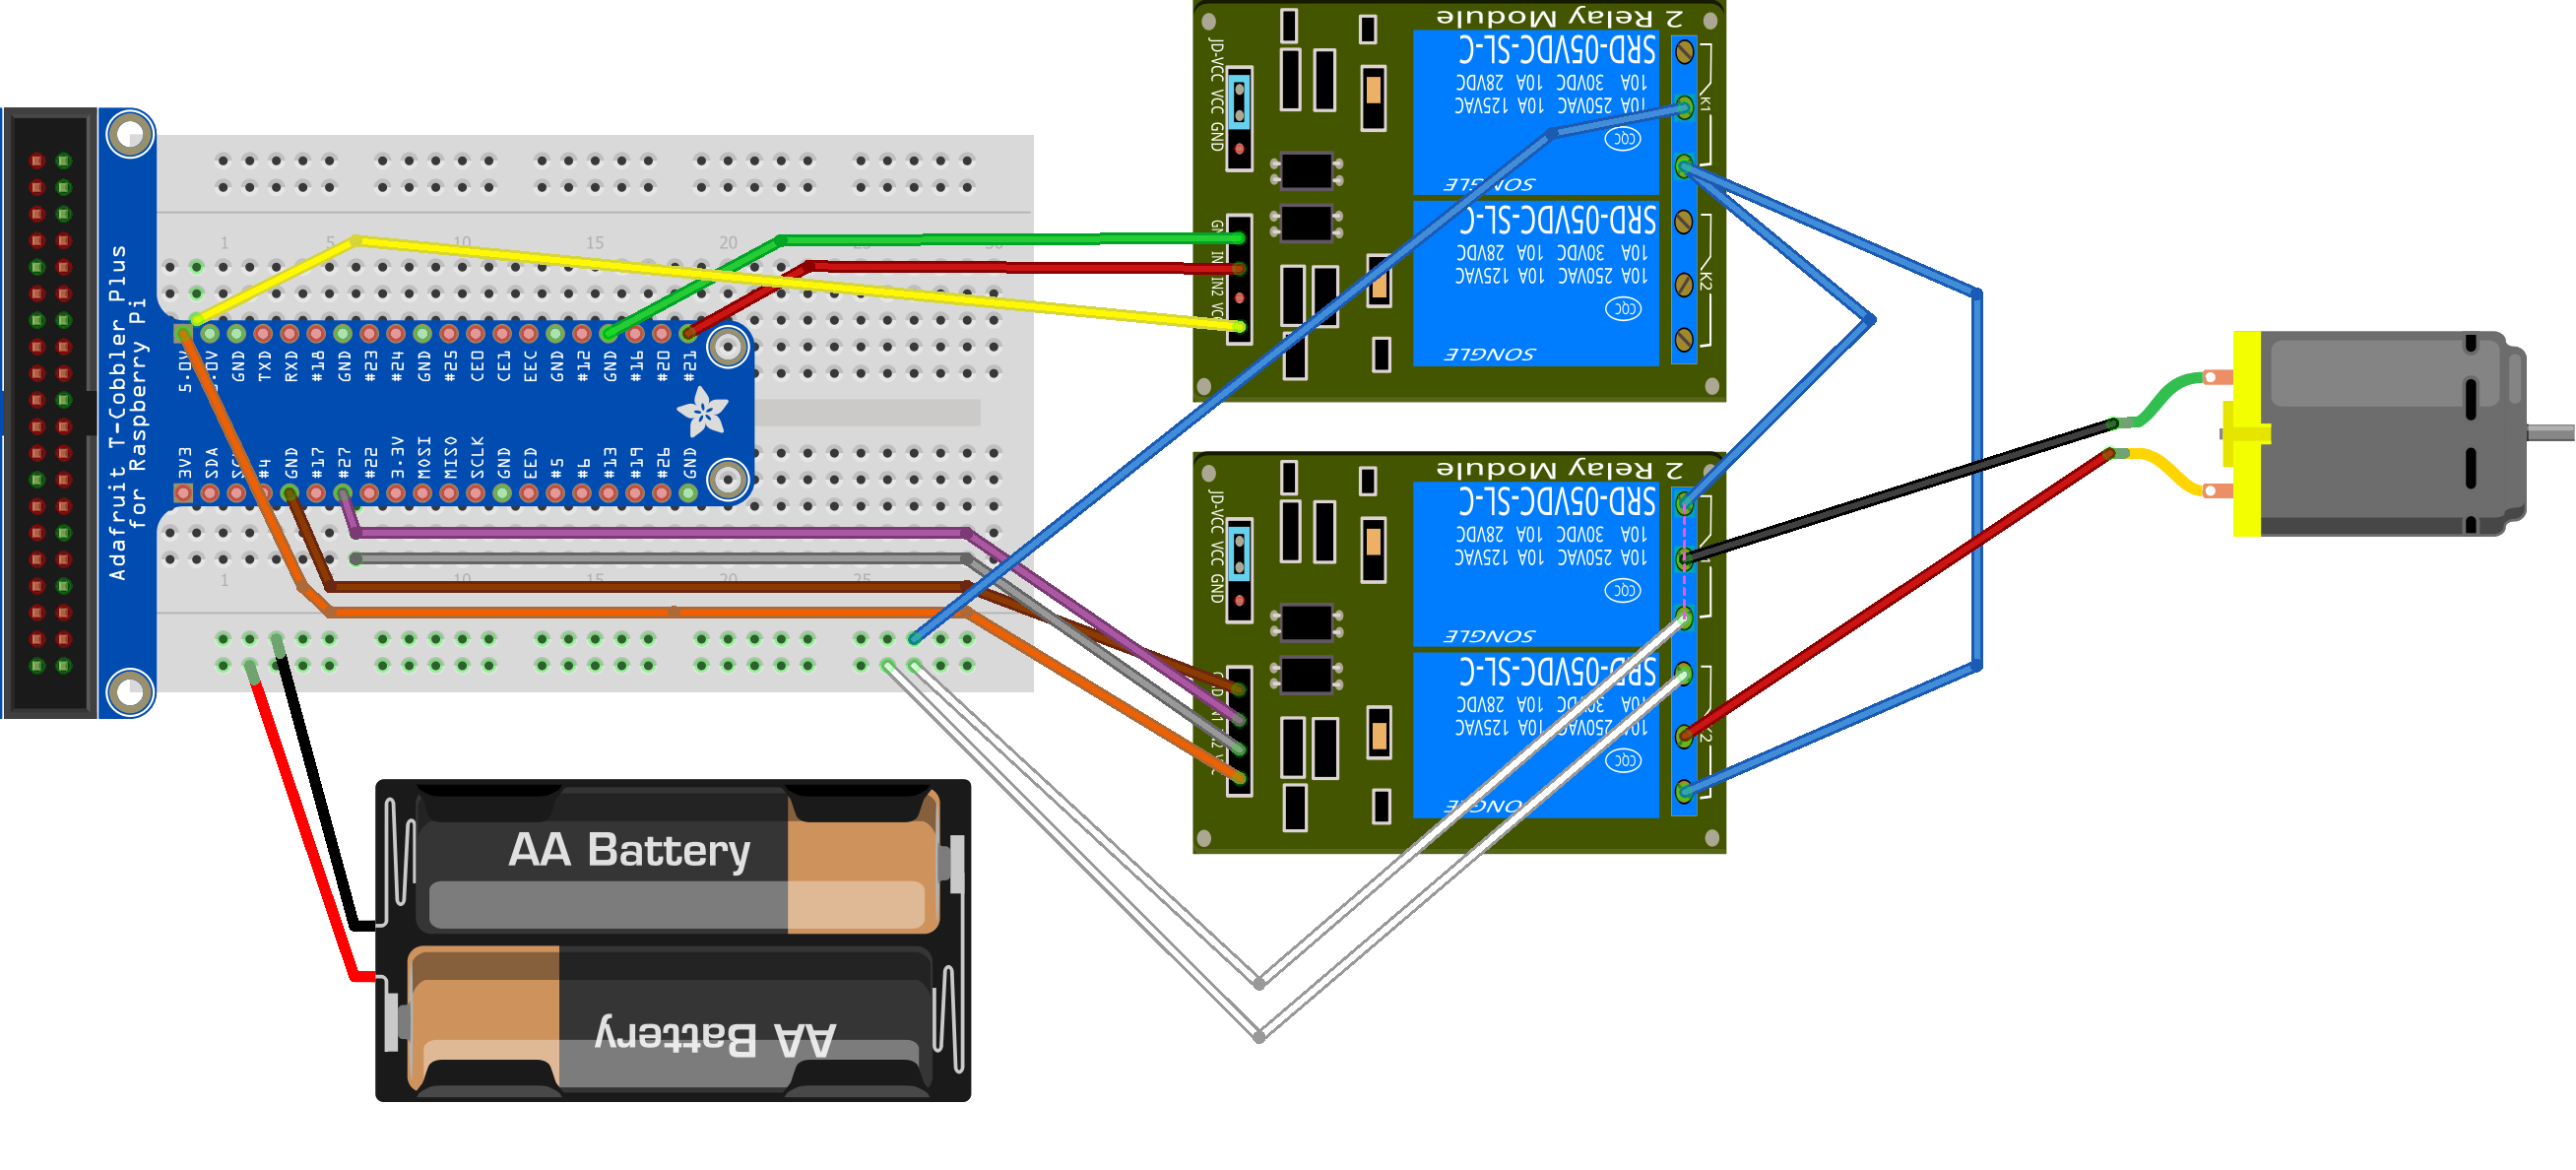 Adafruit T-Cobbler Plus
for Raspberry Pi
1 5 10 15 20 25 30
5.0V GND TXD RXD #18 GND #23 #24 GND #25 CE0 CE1 EEC GND #12 GND #16 #20 #21
3V3 SDA #4 GND #17 #27 #22 3.3V MOSI MISO SCLK GND EED #5 #6 #13 #19 #26 GND
1 10 15 20 25
AA Battery
AA Battery
2 Relay Module
JD-VCC VCC GND
IN2
SRD-05VDC-SL-C
10A 30VDC 10A 28VDC
10A 250VAC 10A 125VAC
CQC
SONGLE
K1
SRD-05VDC-SL-C
10A 30VDC 10A 28VDC
10A 250VAC 10A 125VAC
CQC
SONGLE
K2
2 Relay Module
JD-VCC VCC GND
SRD-05VDC-SL-C
10A 30VDC 10A 28VDC
10A 250VAC 10A 125VAC
CQC
SONGLE
SRD-05VDC-SL-C
10A 30VDC 10A 28VDC
10A 250VAC 10A 125VAC
CQC
SONGLE
K2